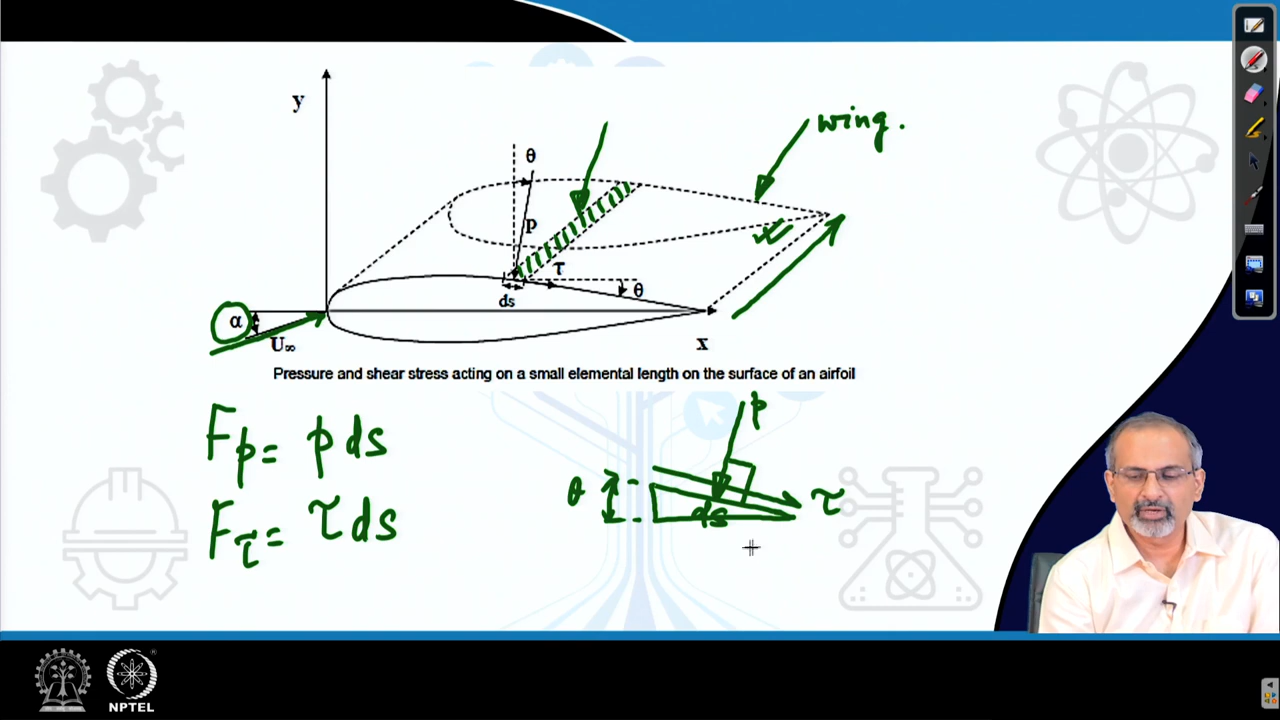 y
wing.
θ
p
τ
ds
θ
α
U∞
x
Pressure and shear stress acting on a small elemental length on the surface of an airfoil
Fp = p ds
Fτ = τ ds
p
θ
τ
ds
NPTEL